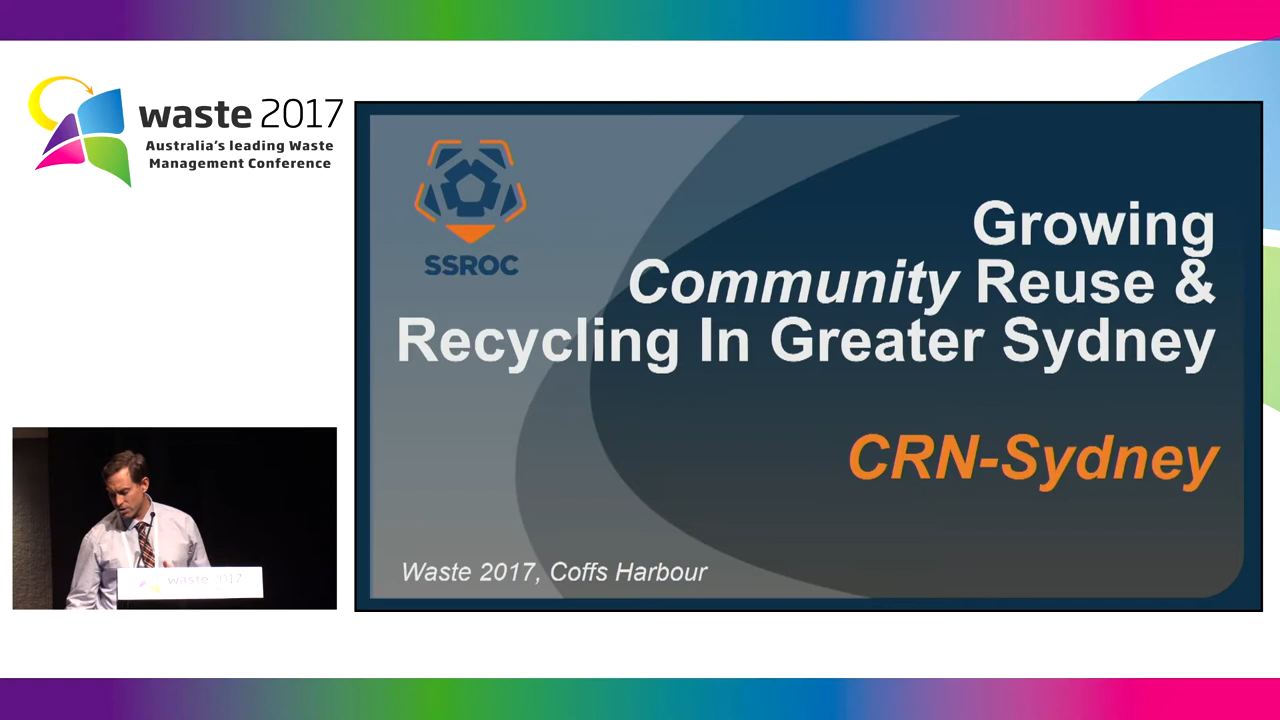 waste 2017
Australia's leading Waste
Management Conference
SSROC
Growing
Community Reuse &
Recycling In Greater Sydney
CRN-Sydney
Waste 2017, Coffs Harbour
waste 2017